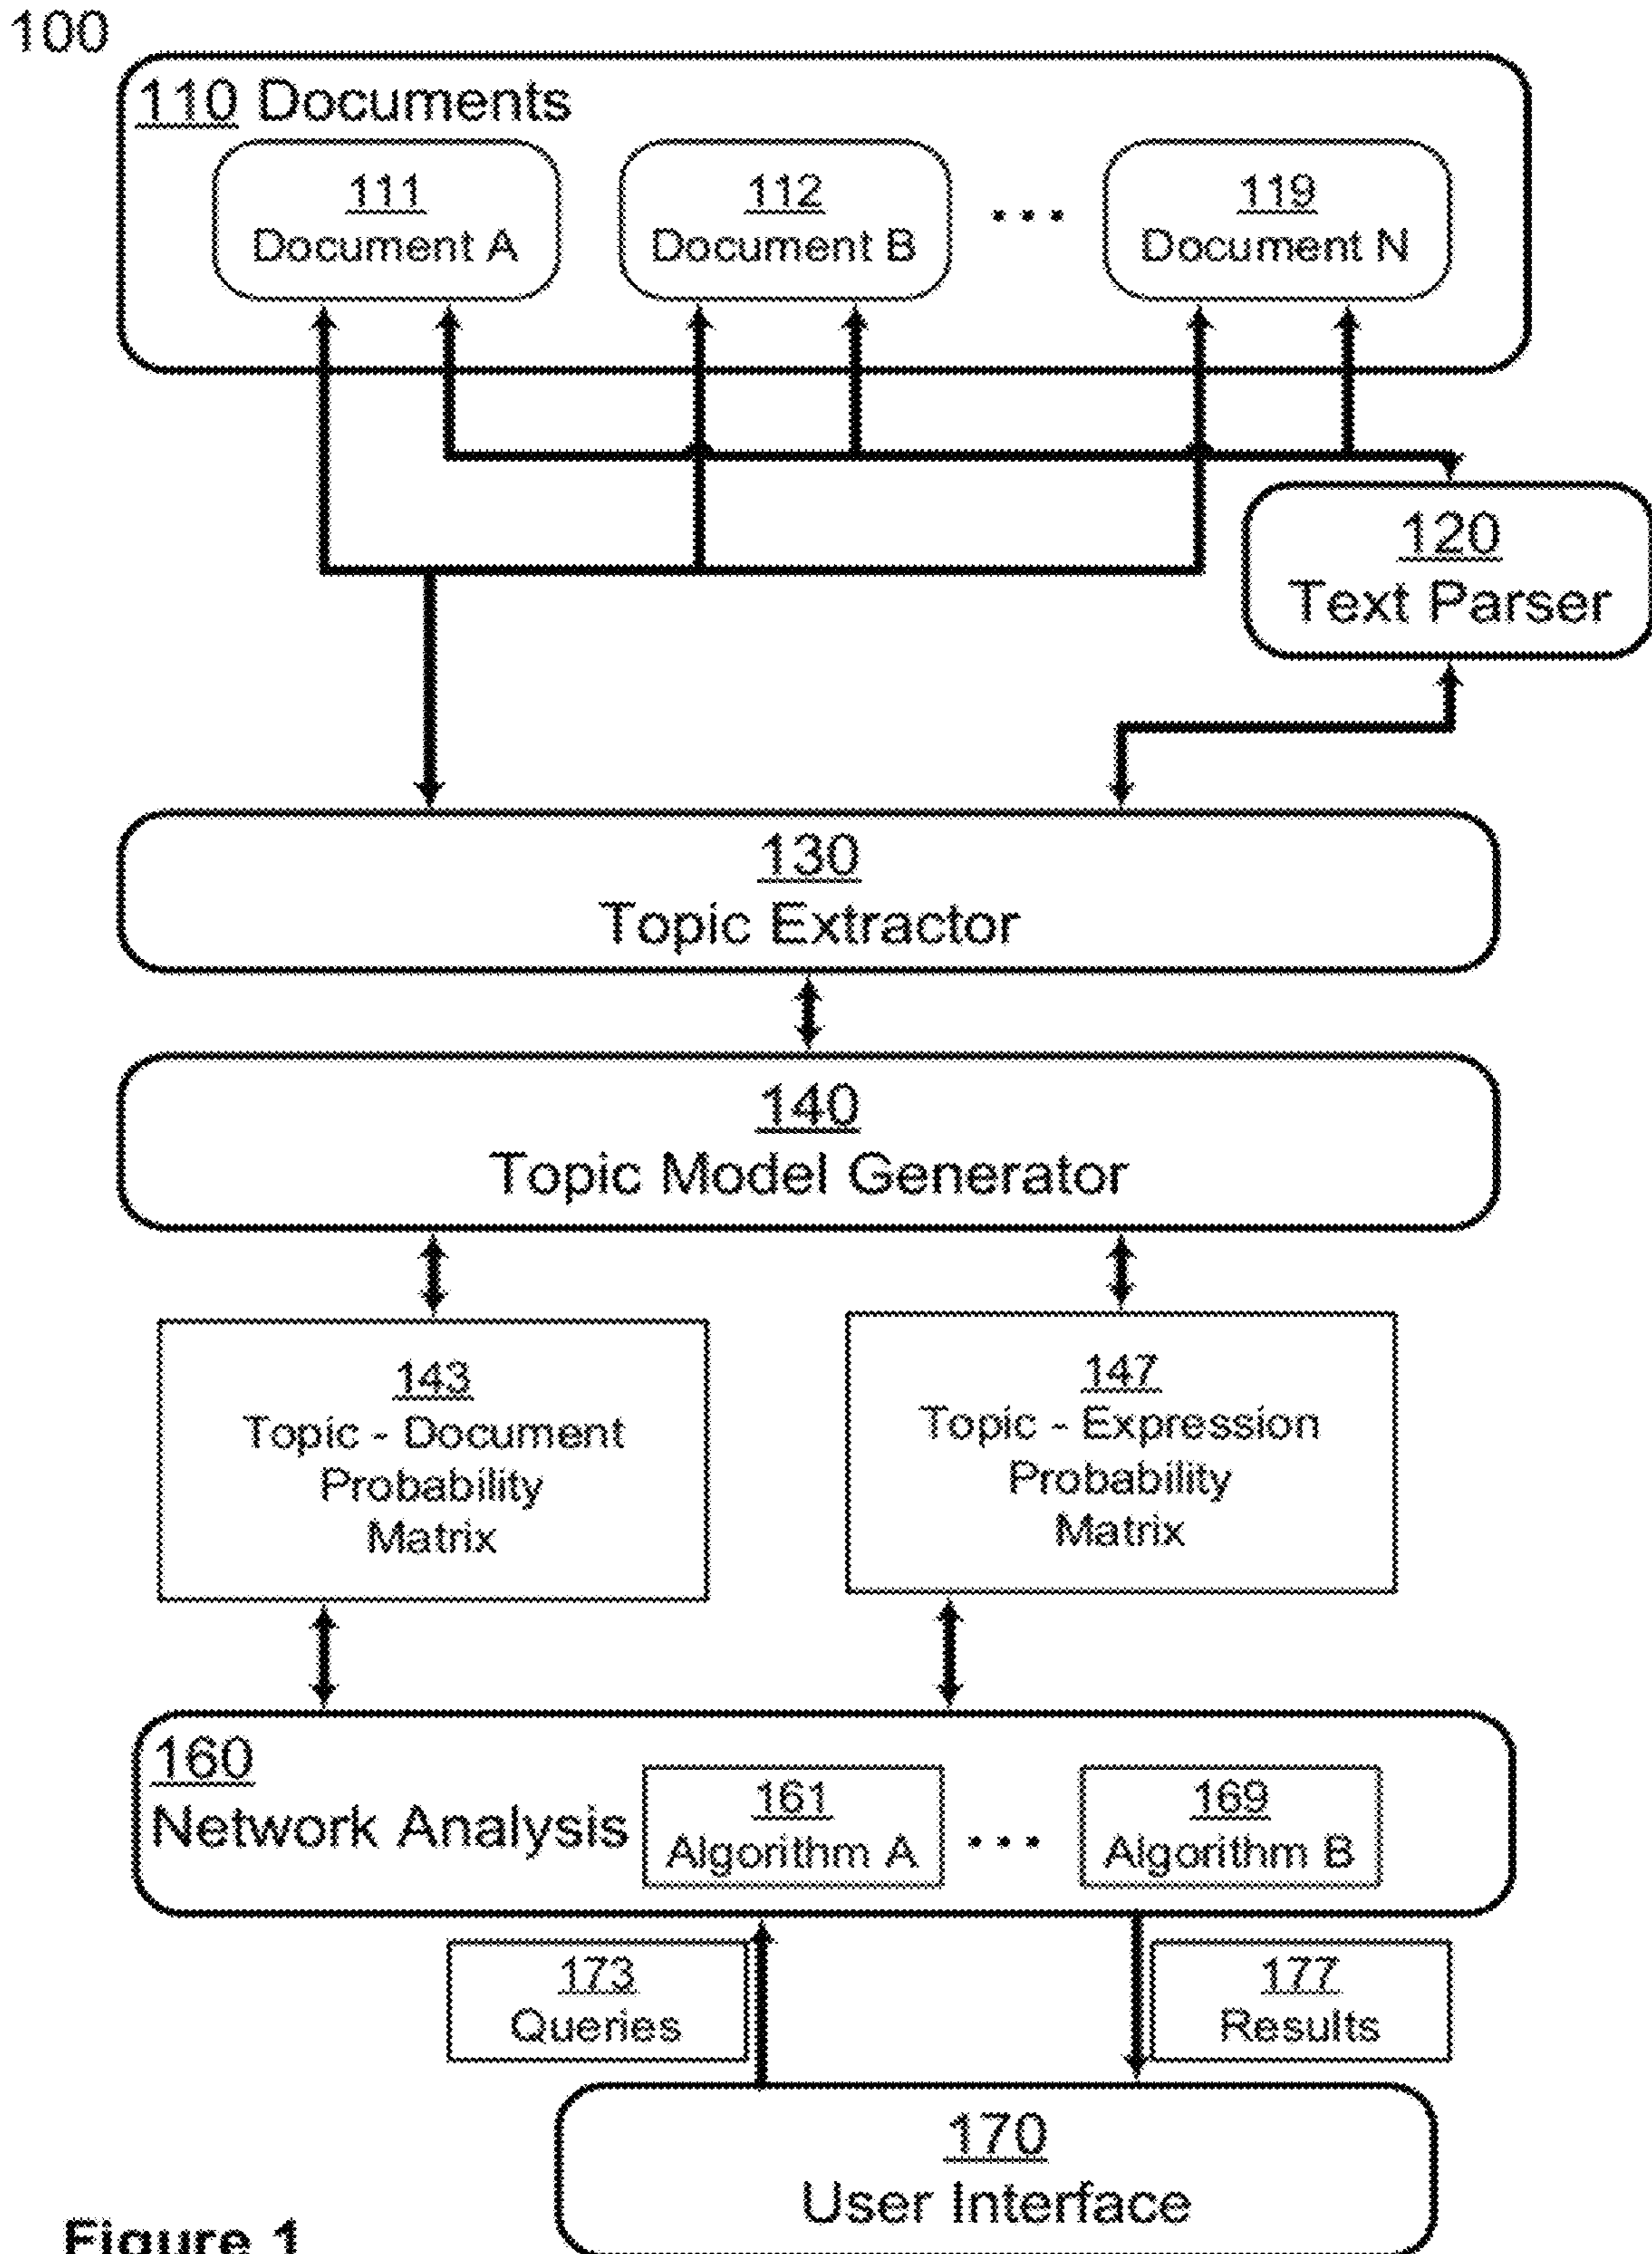 100
110 Documents
111
Document A
112
Document B
...
119
Document N
120
Text Parser
130
Topic Extractor
140
Topic Model Generator
143
Topic - Document
Probability
Matrix
147
Topic - Expression
Probability
Matrix
160
Network Analysis
161
Algorithm A
...
169
Algorithm B
173
Queries
177
Results
170
User Interface
Figure 1